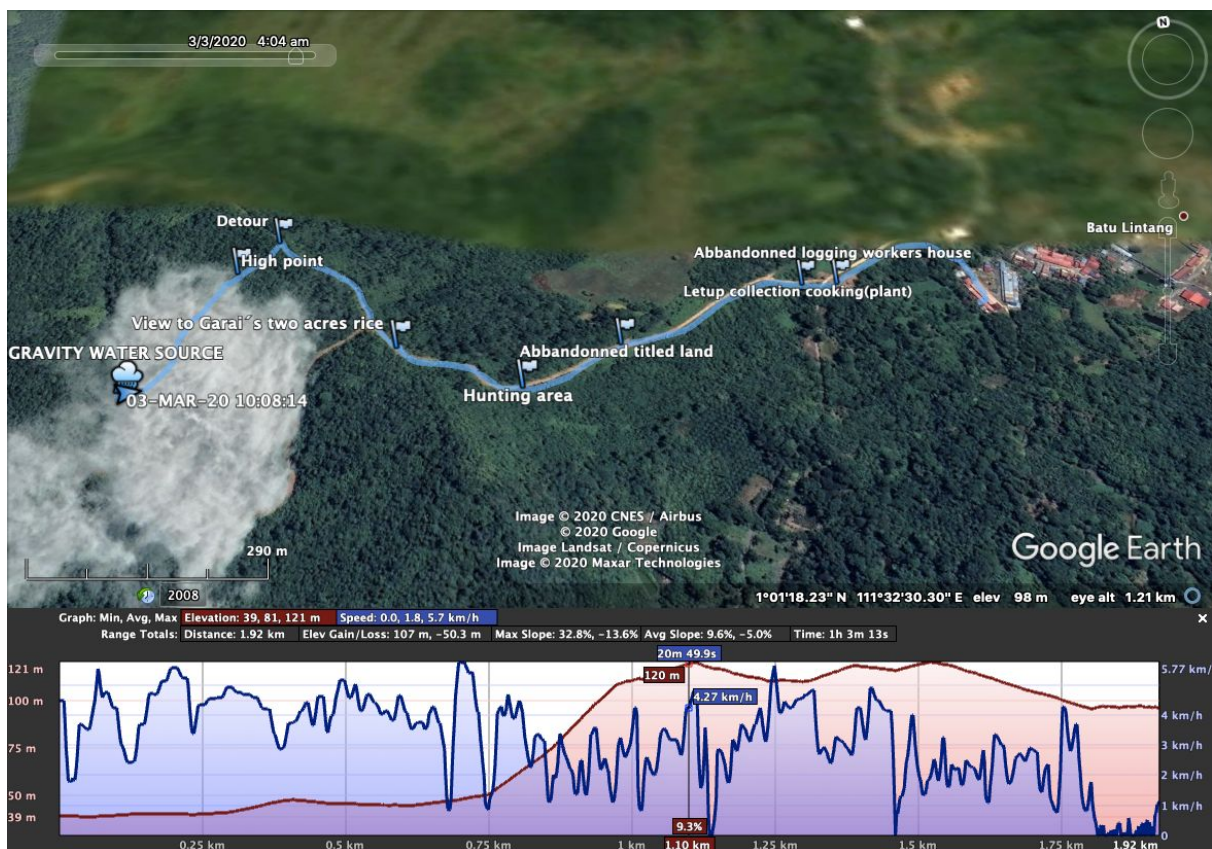 3/3/2020 4:04 am
N
Detour
Batu Lintang
High point
Abbandonned logging workers house
Letup collection cooking(plant)
View to Garai´s two acres rice
GRAVITY WATER SOURCE
Abbandonned titled land
03-MAR-20 10:08:14
Hunting area
Image © 2020 CNES / Airbus
© 2020 Google
Image Landsat / Copernicus
Image © 2020 Maxar Technologies
Google Earth
290 m
2008
1°01'18.23" N 111°32'30.30" E elev 98 m eye alt 1.21 km
Graph: Min, Avg, Max Elevation: 39, 81, 121 m Speed: 0.0, 1.8, 5.7 km/h
Range Totals: Distance: 1.92 km Elev Gain/Loss: 107 m, -50.3 m Max Slope: 32.8%, -13.6% Avg Slope: 9.6%, -5.0% Time: 1h 3m 13s
20m 49.9s
121 m 120 m 5.77 km/
4.27 km/h
100 m 4 km/h
75 m 3 km/h
2 km/h
50 m 1 km/h
39 m 9.3% 0
0.25 km 0.5 km 0.75 km 1 km 1.10 km 1.25 km 1.5 km 1.75 km 1.92 km